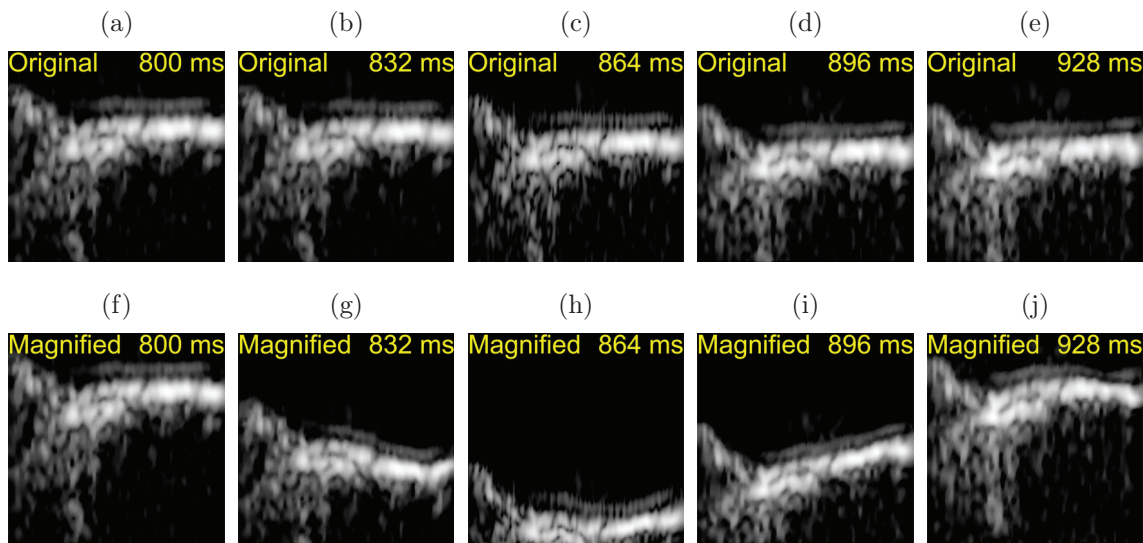 (a) (b) (c) (d) (e)
Original 800 ms Original 832 ms Original 864 ms Original 896 ms Original 928 ms
(f) (g) (h) (i) (j)
Magnified 800 ms Magnified 832 ms Magnified 864 ms Magnified 896 ms Magnified 928 ms